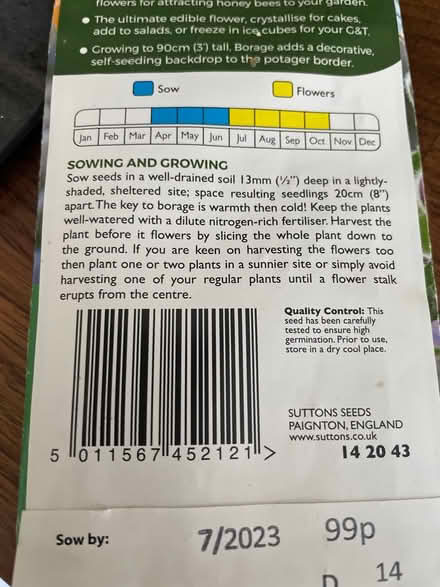 flowers for attracting honey bees to your garden.
• The ultimate edible flower, crystallise for cakes,
add to salads, or freeze in ice cubes for your G&T.
• Growing to 90cm (3') tall, Borage adds a decorative,
self-seeding backdrop to the potager border.
Sow Flowers
Jan Feb Mar Apr May Jun Jul Aug Sep Oct Nov Dec
SOWING AND GROWING
Sow seeds in a well-drained soil 13mm (½") deep in a lightly-
shaded, sheltered site; space resulting seedlings 20cm (8")
apart. The key to borage is warmth then cold! Keep the plants
well-watered with a dilute nitrogen-rich fertiliser. Harvest the
plant before it flowers by slicing the whole plant down to
the ground. If you are keen on harvesting the flowers too
then plant one or two plants in a sunnier site or simply avoid
harvesting one of your regular plants until a flower stalk
erupts from the centre.
Quality Control: This
seed has been carefully
tested to ensure high
germination. Prior to use,
store in a dry cool place.
SUTTONS SEEDS
PAIGNTON, ENGLAND
www.suttons.co.uk
14 20 43
5 011567 452121 >
Sow by: 7/2023 99p
D 14